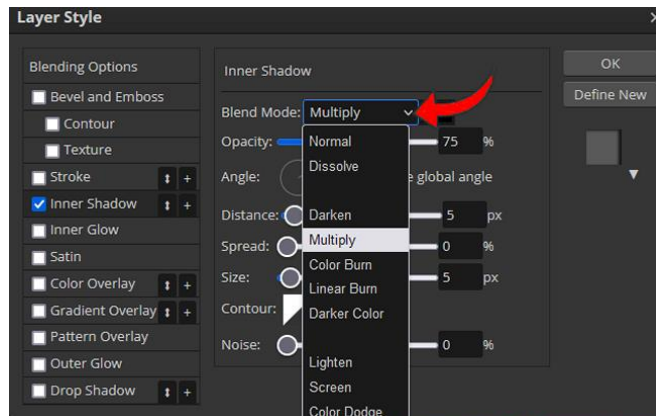 Layer Style
Blending Options
Bevel and Emboss
Contour
Texture
Stroke
Inner Shadow
Inner Glow
Satin
Color Overlay
Gradient Overlay
Pattern Overlay
Outer Glow
Drop Shadow
Inner Shadow
Blend Mode: Multiply
Opacity: 75 %
Angle: global angle
Distance: 5 px
Spread: 0 %
Size: 5 px
Contour:
Noise: 0 %
Normal
Dissolve
Darken
Multiply
Color Burn
Linear Burn
Darker Color
Lighten
Screen
Color Dodge
OK
Define New